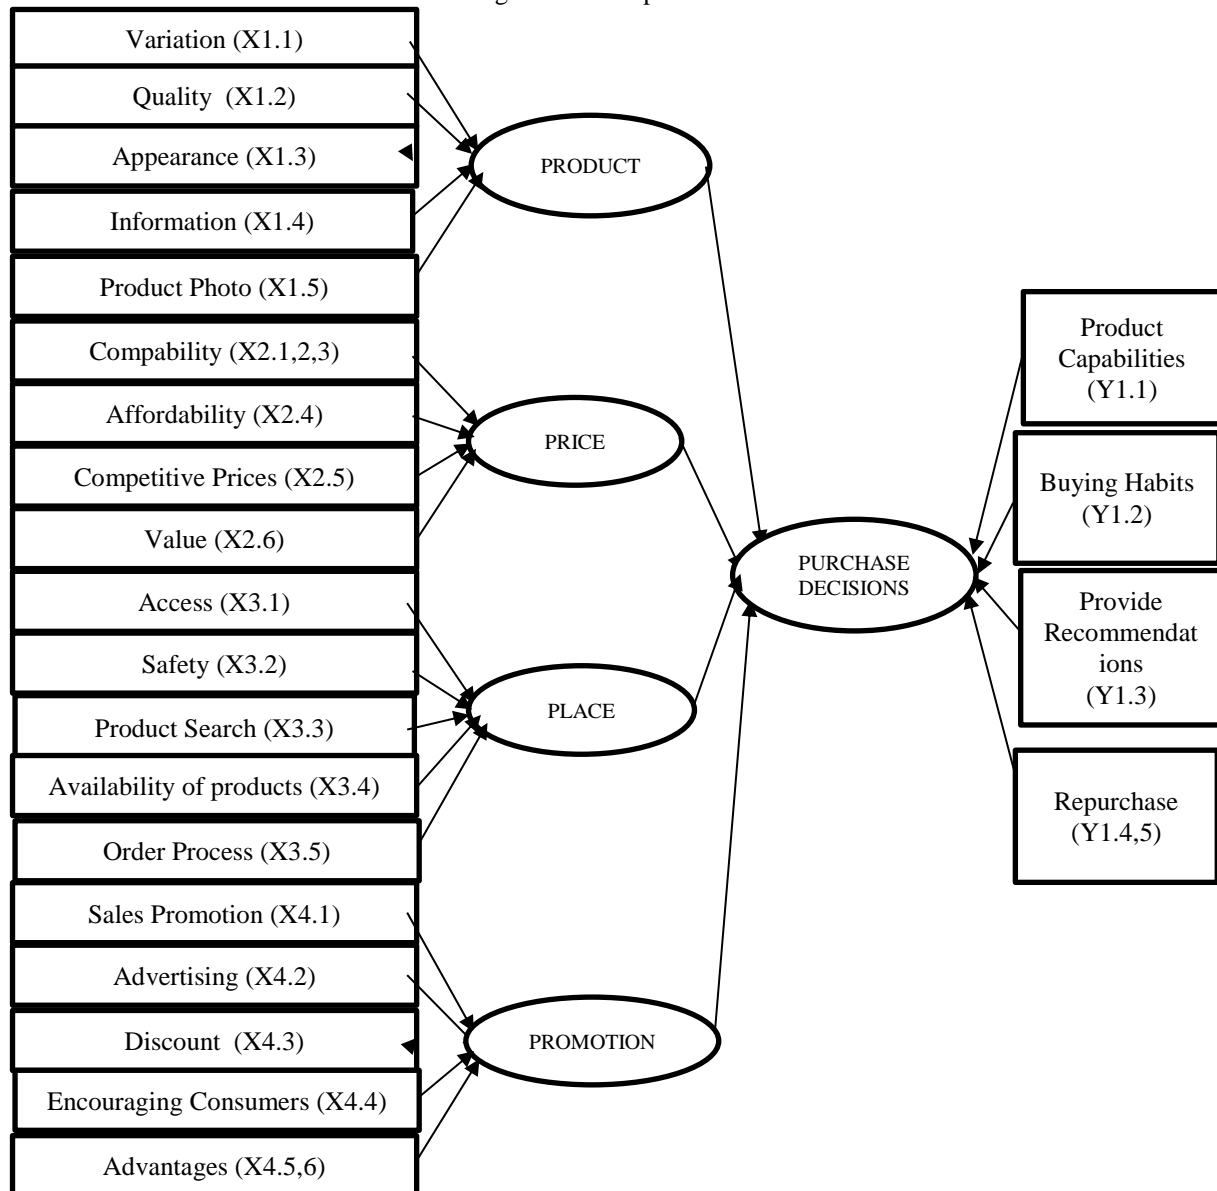 Variation (X1.1)
Quality  (X1.2)
Appearance (X1.3)
Information (X1.4)
Product Photo (X1.5)
Compability (X2.1,2,3)
Affordability (X2.4)
Competitive Prices (X2.5)
Value (X2.6)
Access (X3.1)
Safety (X3.2)
Product Search (X3.3)
Availability of products (X3.4)
Order Process (X3.5)
Sales Promotion (X4.1)
Advertising (X4.2)
Discount  (X4.3)
Encouraging Consumers (X4.4)
Advantages (X4.5,6)
PRODUCT
PRICE
PLACE
PROMOTION
PURCHASE
DECISIONS
Product
Capabilities
(Y1.1)
Buying Habits
(Y1.2)
Provide
Recommendat
ions
(Y1.3)
Repurchase
(Y1.4,5)